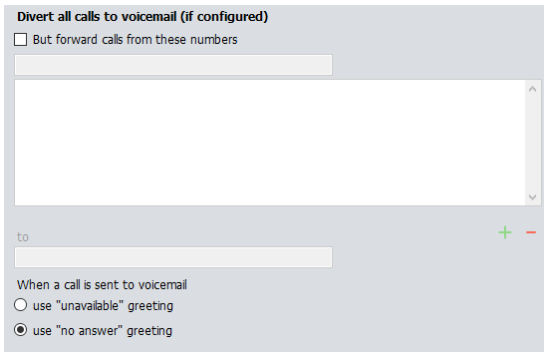 Divert all calls to voicemail (if configured)
But forward calls from these numbers
to
When a call is sent to voicemail
use "unavailable" greeting
use "no answer" greeting